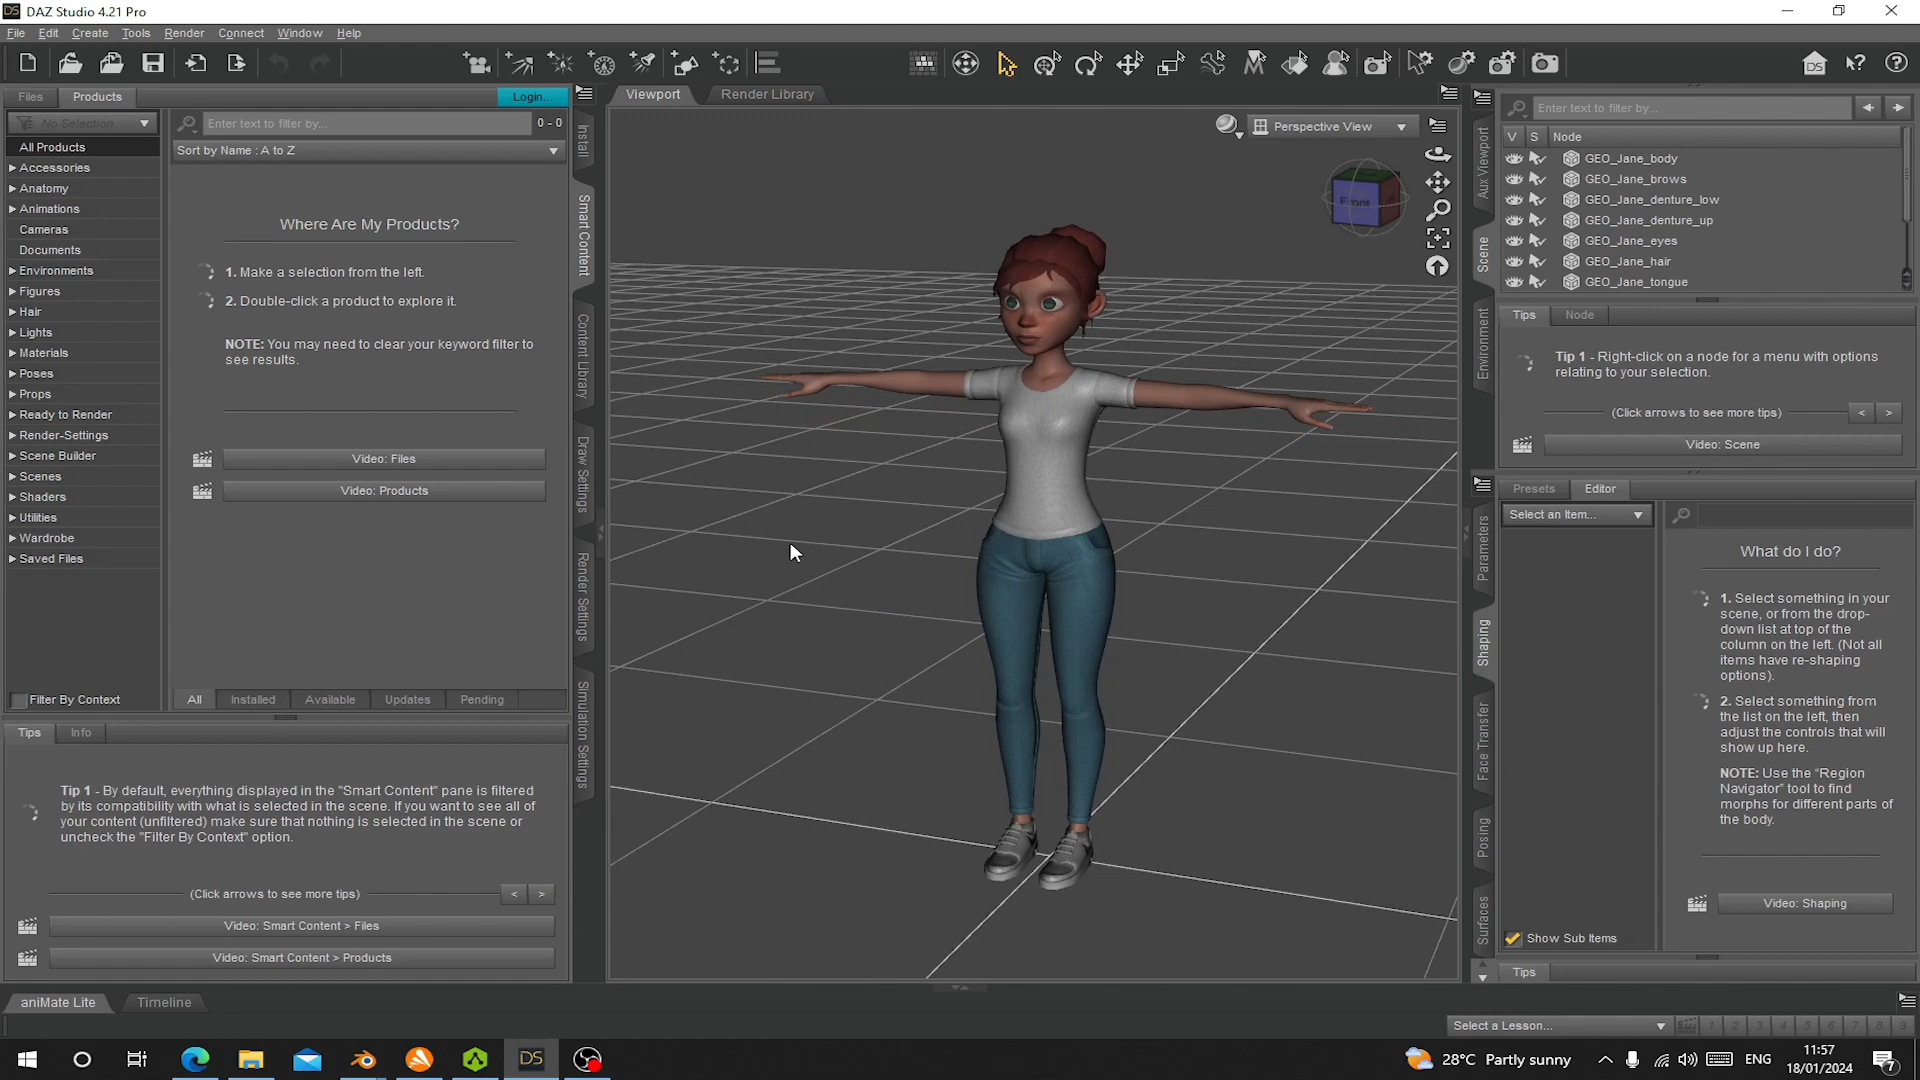 DAZ Studio 4.21 Pro
File Edit Create Tools Render Connect Window Help
Files Products Login...
No Selection
Enter text to filter by... 0 - 0
Sort by Name : A to Z
All Products
Accessories
Anatomy
Animations
Cameras
Documents
Environments
Figures
Hair
Lights
Materials
Poses
Props
Ready to Render
Render-Settings
Scene Builder
Scenes
Shaders
Utilities
Wardrobe
Saved Files
Filter By Context
Where Are My Products?
1. Make a selection from the left.
2. Double-click a product to explore it.
NOTE: You may need to clear your keyword filter to
see results.
Video: Files
Video: Products
All Installed Available Updates Pending
Tips Info
Tip 1 - By default, everything displayed in the "Smart Content" pane is filtered
by its compatibility with what is selected in the scene. If you want to see all of
your content (unfiltered) make sure that nothing is selected in the scene or
uncheck the "Filter By Context" option.
(Click arrows to see more tips) < >
Video: Smart Content > Files
Video: Smart Content > Products
Install
Smart Content
Content Library
Draw Settings
Render Settings
Simulation Settings
Viewport Render Library
Perspective View
Front
Aux Viewport
Scene
Environment
Enter text to filter by...
V S Node
GEO_Jane_body
GEO_Jane_brows
GEO_Jane_denture_low
GEO_Jane_denture_up
GEO_Jane_eyes
GEO_Jane_hair
GEO_Jane_tongue
Tips Node
Tip 1 - Right-click on a node for a menu with options
relating to your selection.
(Click arrows to see more tips) < >
Video: Scene
Parameters
Shaping
Face Transfer
Posing
Surfaces
Presets Editor
Select an Item...
What do I do?
1. Select something in your
scene, or from the drop-
down list at top of the
column on the left. (Not all
items have re-shaping
options).
2. Select something from
the list on the left, then
adjust the controls that will
show up here.
NOTE: Use the "Region
Navigator" tool to find
morphs for different parts of
the body.
Video: Shaping
Show Sub Items
Tips
aniMate Lite Timeline
Select a Lesson... 1 2 3 4 5 6 7 8 9
DS
28°C Partly sunny ENG 11:57
18/01/2024 7